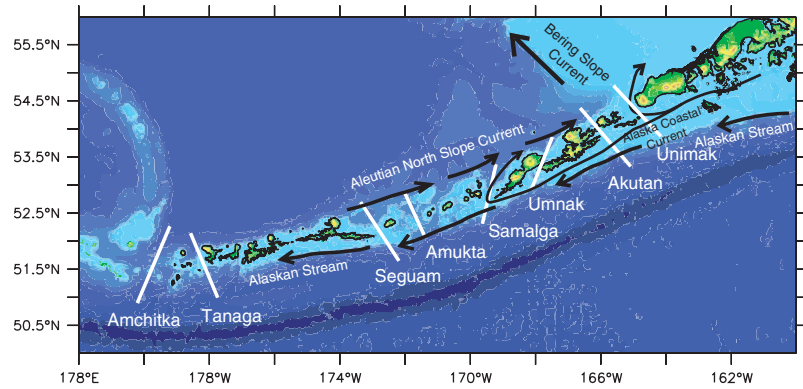 55.5°N
54.5°N
53.5°N
52.5°N
51.5°N
50.5°N
Bering Slope
Current
Aleutian North Slope Current
Alaska Coastal
Current
Alaskan Stream
Unimak
Akutan
Umnak
Samalga
Amukta
Seguam
Alaskan Stream
Tanaga
Amchitka
178°E
178°W
174°W
170°W
166°W
162°W